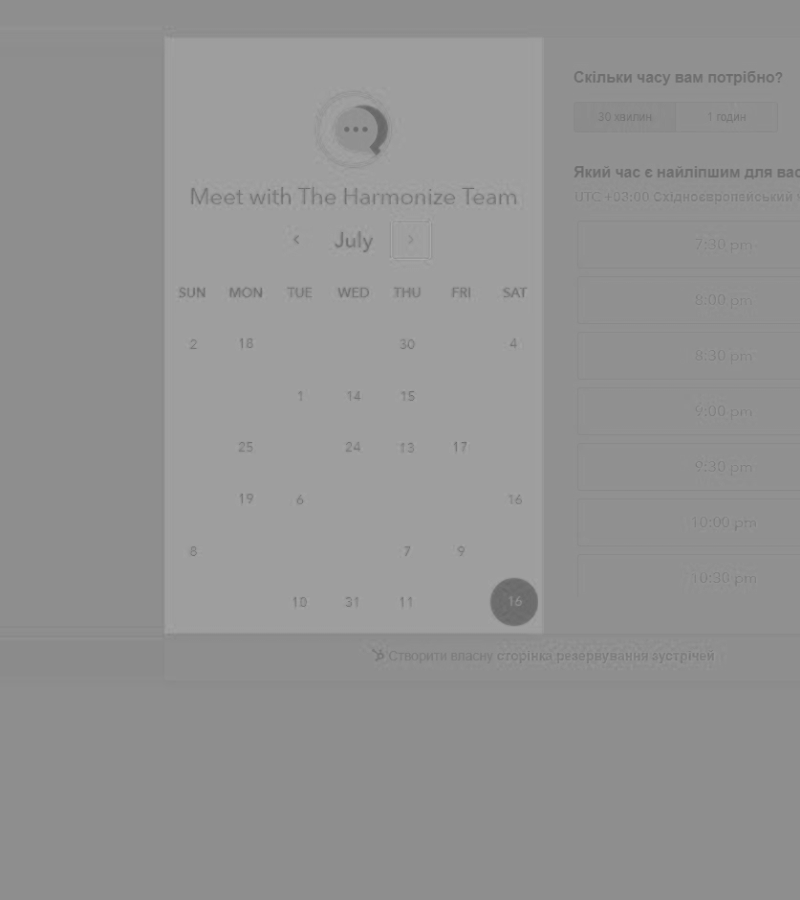 Meet with The Harmonize Team
July
SUN MON TUE WED THU FRI SAT
2 18 30 4
1 14 15
25 24 13 17
19 6 16
8 7 9
10 31 11 16
Скільки часу вам потрібно?
30 хвилин 1 годин
Який час є найліпшим для вас
UTC +03:00 Східноєвропейський
7:30 pm
8:00 pm
8:30 pm
9:00 pm
9:30 pm
10:00 pm
10:30 pm
Створити власну сторінка резервування зустрічей